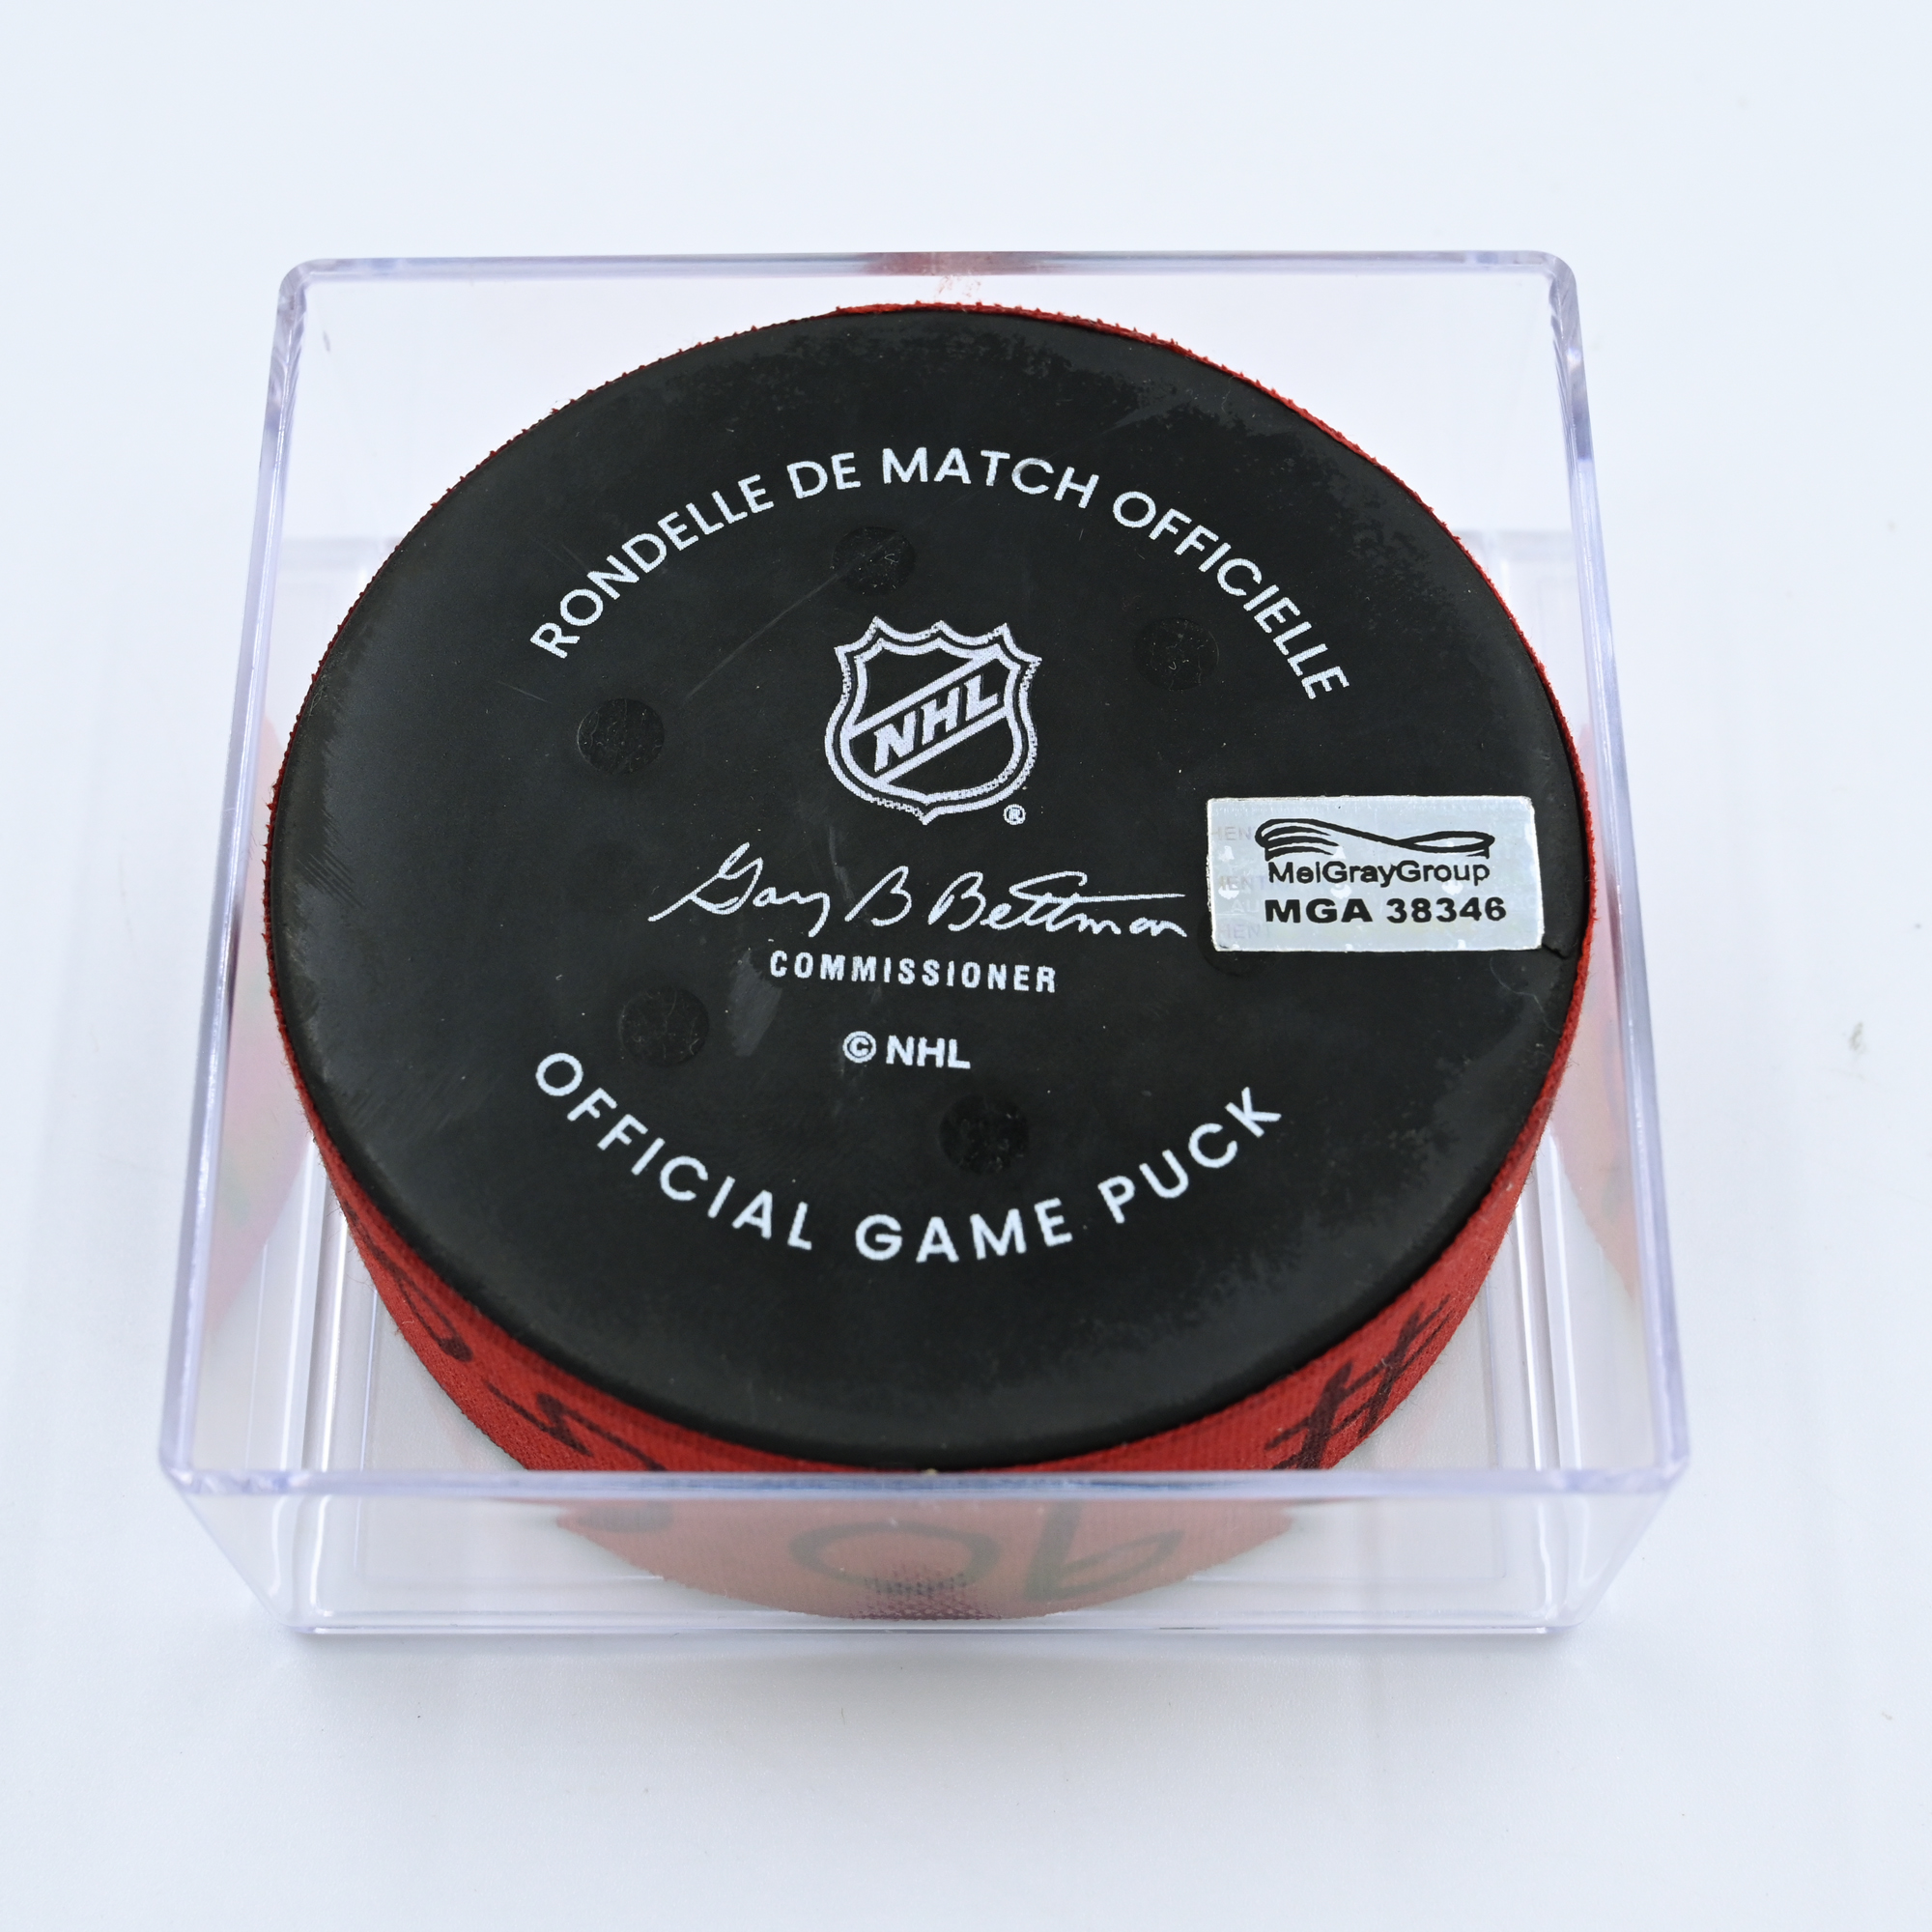 RONDELLE DE MATCH OFFICIELLE
NHL
®
Gary B Bettman
COMMISSIONER
© NHL
OFFICIAL GAME PUCK
MeiGrayGroup
MGA 38346